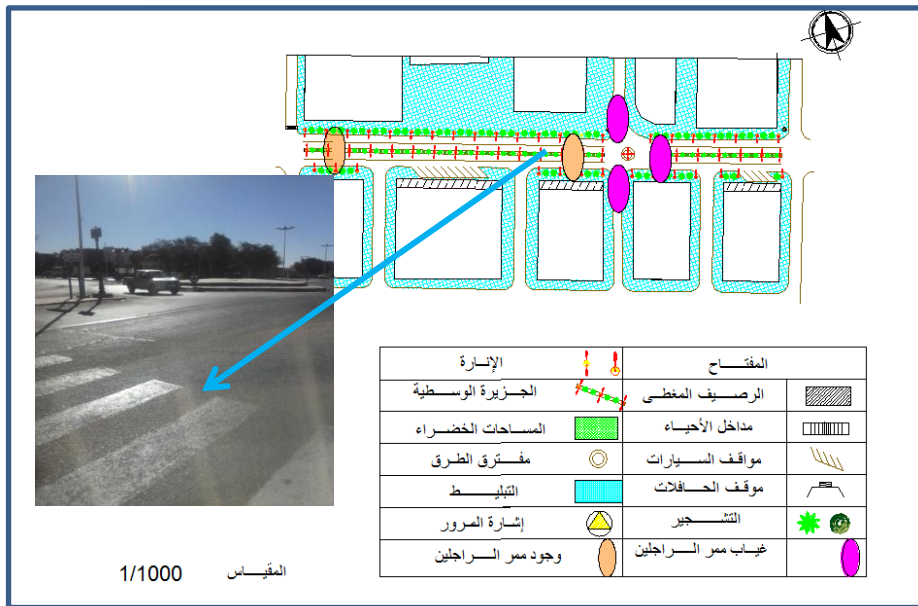 المفتاح
الإنارة
الرصيف المغطى
الجزيرة الوسطية
مداخل الأحياء
المساحات الخضراء
مواقف السيارات
مفترق الطرق
موقف الحافلات
التبليط
التشجير
إشارة المرور
غياب ممر الراجلين
وجود ممر الراجلين
المقياس 1/1000